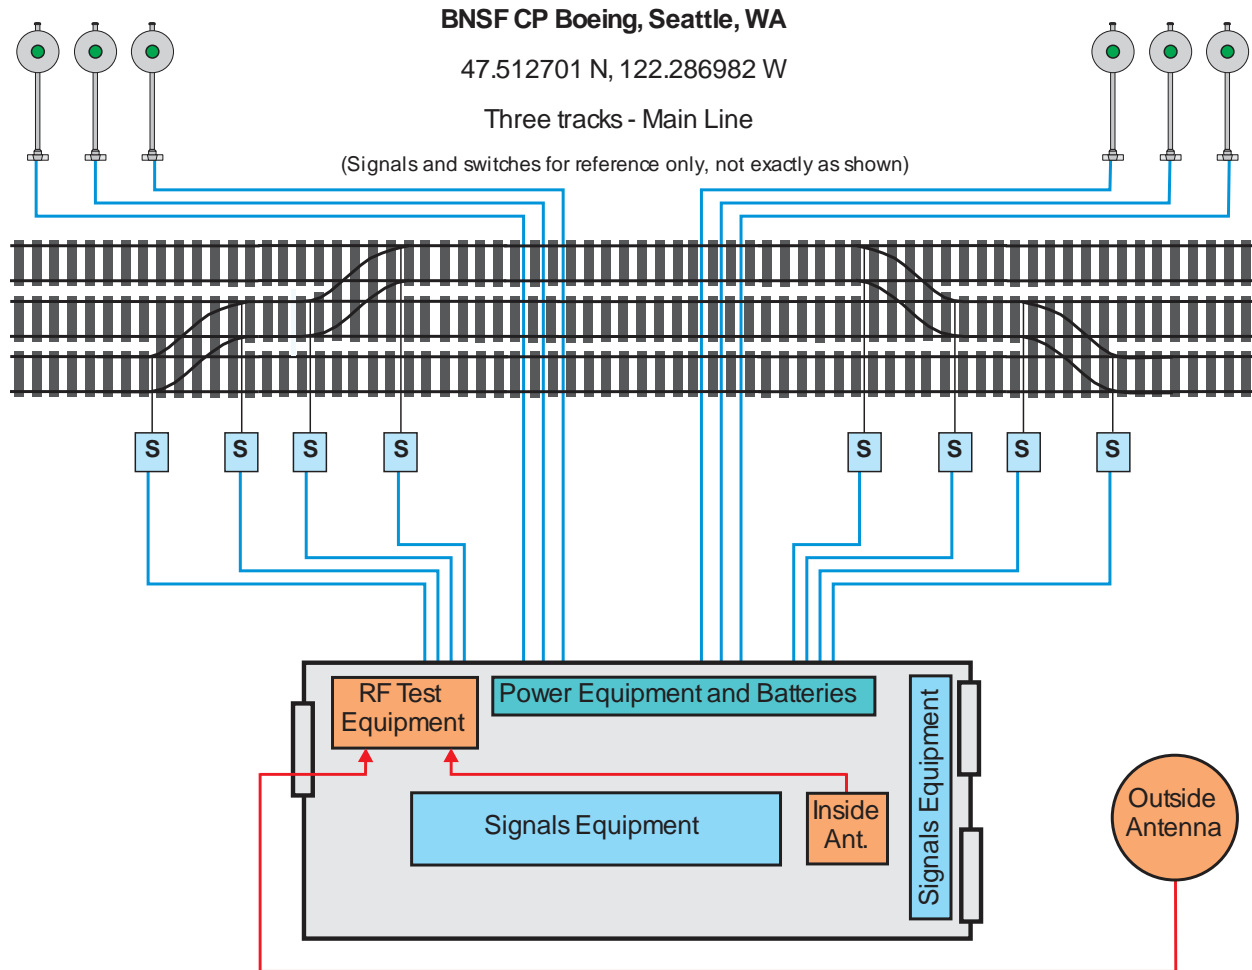 BNSF CP Boeing, Seattle, WA
47.512701 N, 122.286982 W
Three tracks - Main Line
(Signals and switches for reference only, not exactly as shown)
S
S
S
S
S
S
S
S
RF Test
Equipment
Power Equipment and Batteries
Signals Equipment
Inside
Ant.
Signals Equipment
Outside
Antenna